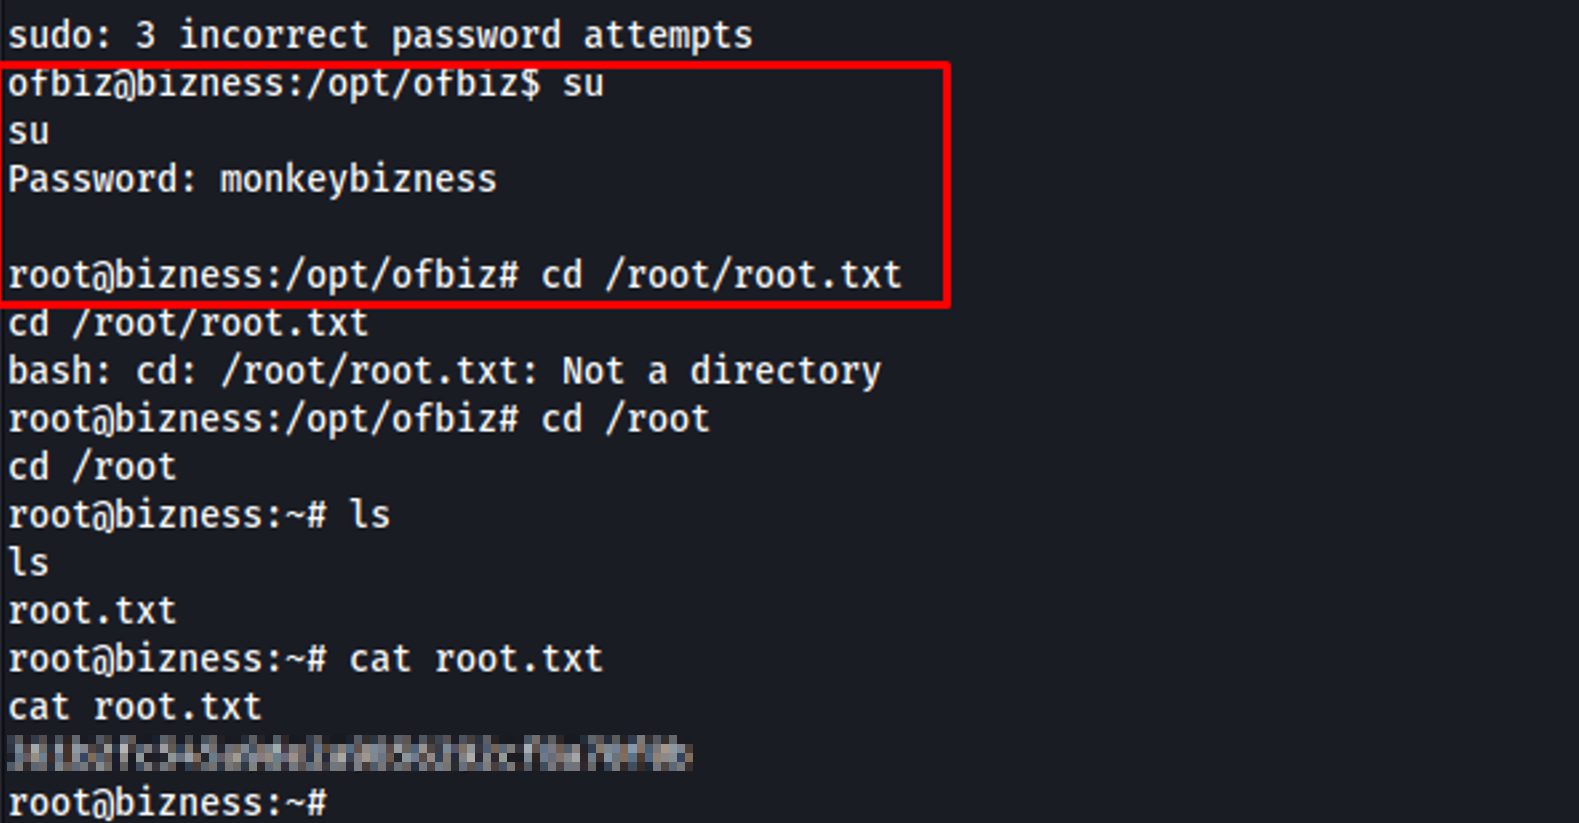 sudo: 3 incorrect password attempts
ofbiz@bizness:/opt/ofbiz$ su
su
Password: monkeybizness
root@bizness:/opt/ofbiz# cd /root/root.txt
cd /root/root.txt
bash: cd: /root/root.txt: Not a directory
root@bizness:/opt/ofbiz# cd /root
cd /root
root@bizness:~# ls
ls
root.txt
root@bizness:~# cat root.txt
cat root.txt
root@bizness:~#